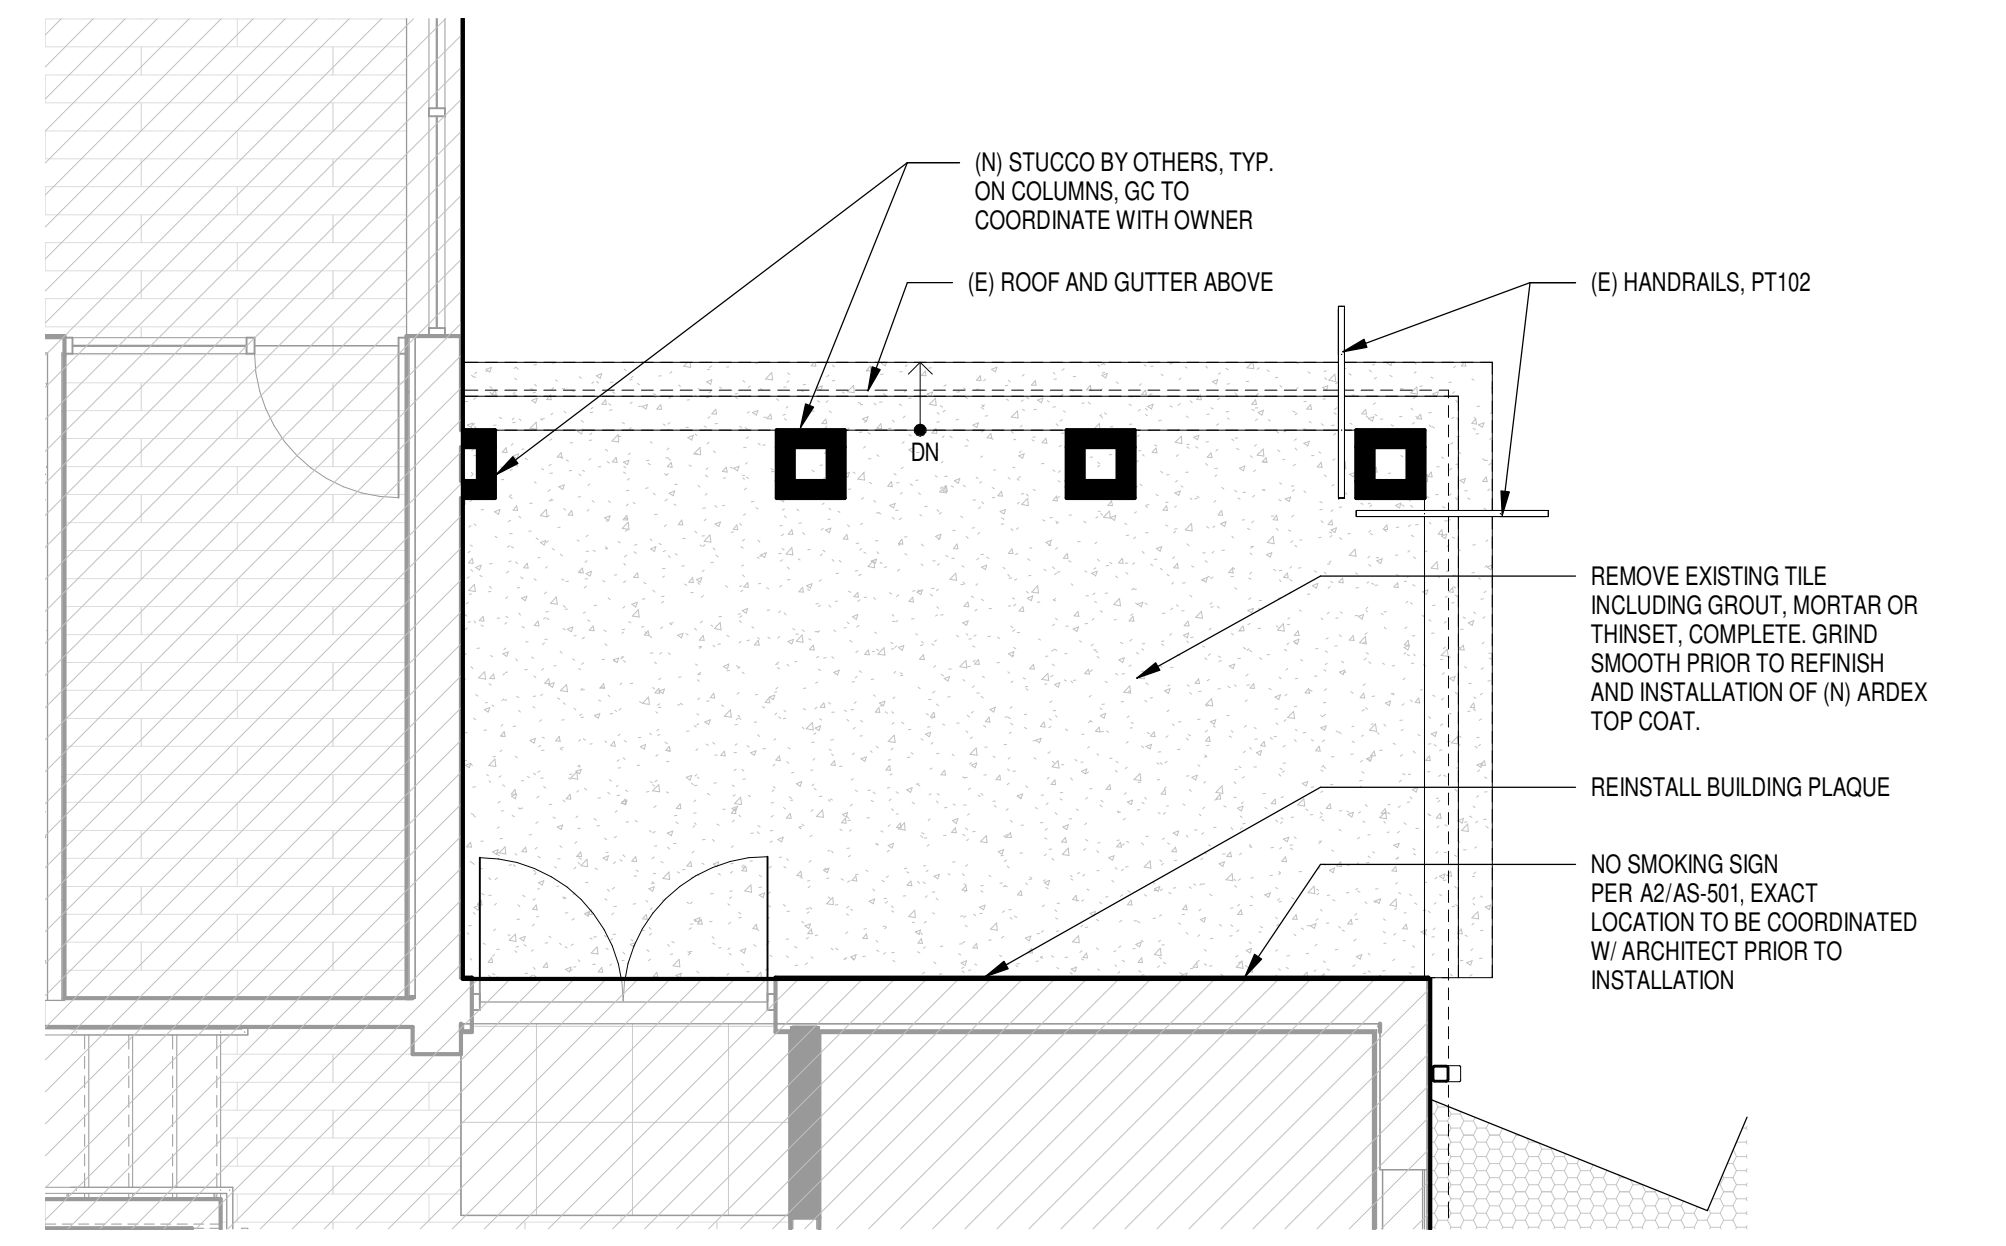 (N) STUCCO BY OTHERS, TYP.
ON COLUMNS, GC TO
COORDINATE WITH OWNER
(E) ROOF AND GUTTER ABOVE
(E) HANDRAILS, PT102
DN
REMOVE EXISTING TILE
INCLUDING GROUT, MORTAR OR
THINSET, COMPLETE. GRIND
SMOOTH PRIOR TO REFINISH
AND INSTALLATION OF (N) ARDEX
TOP COAT.
REINSTALL BUILDING PLAQUE
NO SMOKING SIGN
PER A2/AS-501, EXACT
LOCATION TO BE COORDINATED
W/ ARCHITECT PRIOR TO
INSTALLATION